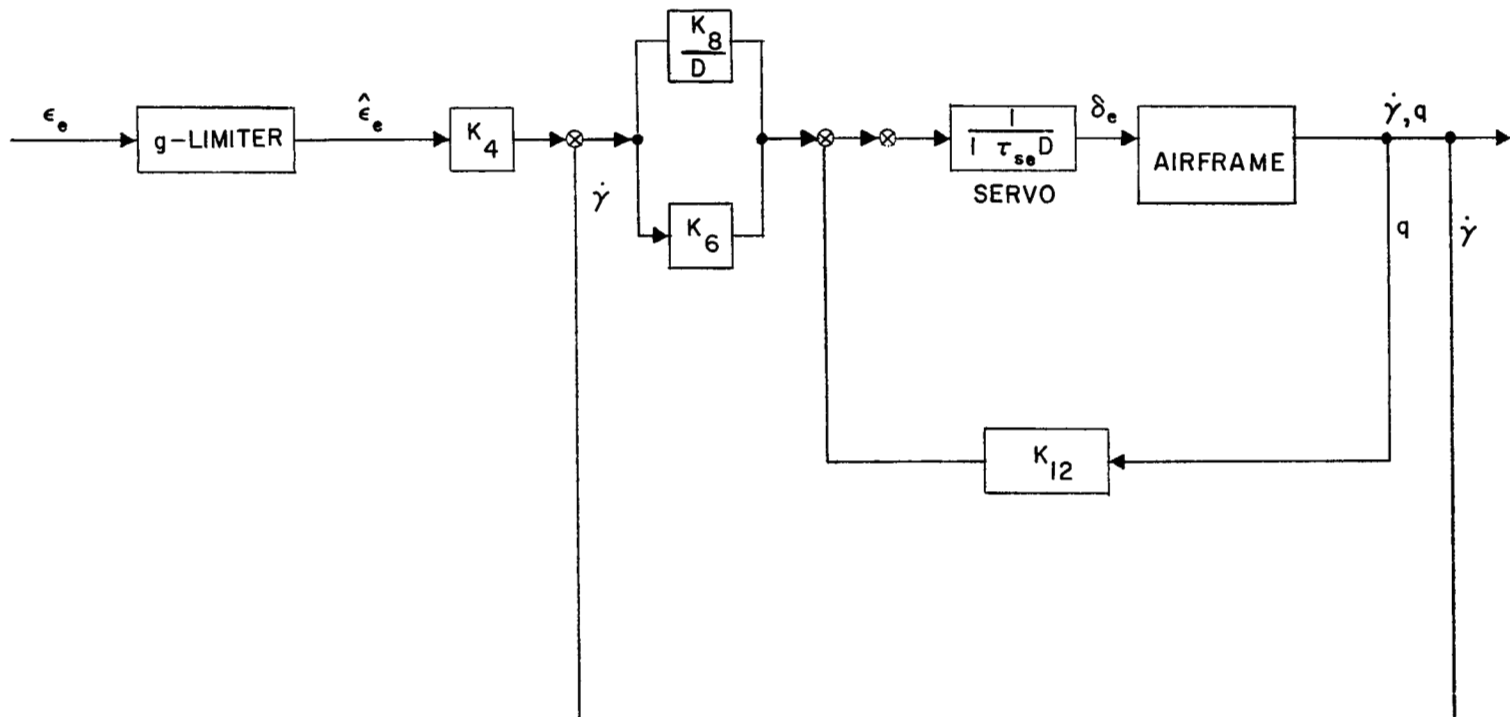 ϵ_e
g-LIMITER
ϵ̂_e
K_4
γ̇
K_8
D
K_6
1
1 τ_se D
SERVO
δ_e
AIRFRAME
γ̇, q
q
γ̇
K_12